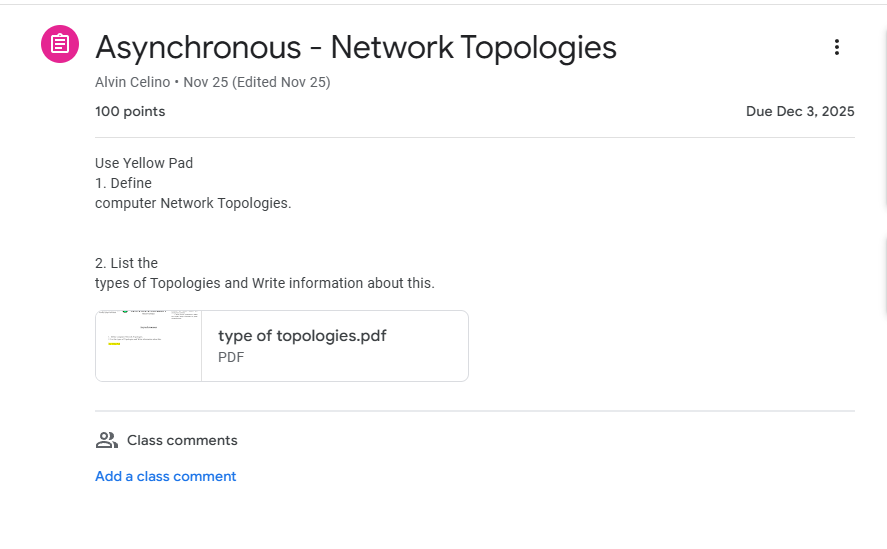 Asynchronous - Network Topologies
Alvin Celino • Nov 25 (Edited Nov 25)
100 points
Due Dec 3, 2025
Use Yellow Pad
1. Define
computer Network Topologies.
2. List the
types of Topologies and Write information about this.
type of topologies.pdf
PDF
Class comments
Add a class comment